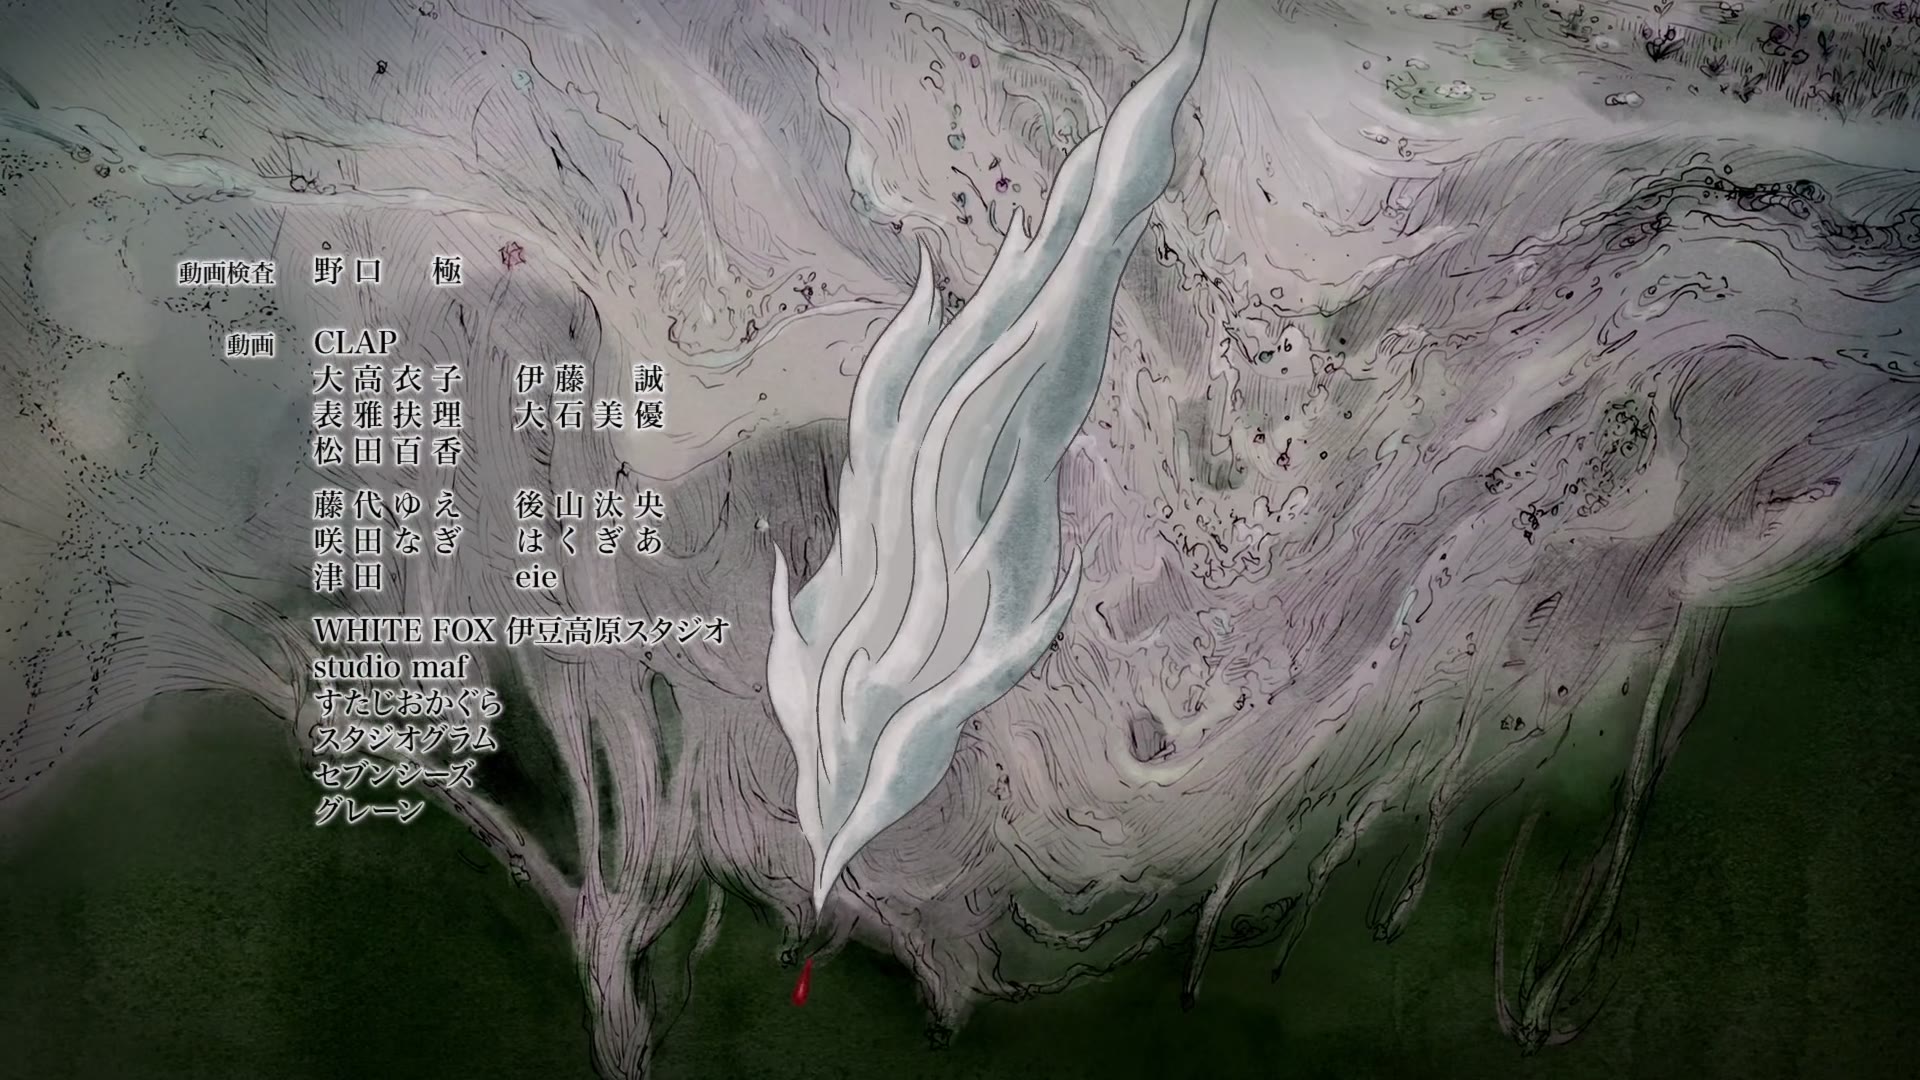 動画検査 野口 極
動画 CLAP
大高衣子 伊藤 誠
表雅扶理 大石美優
松田百香
藤代ゆえ 後山汰央
咲田なぎ はくぎあ
津田 eie
WHITE FOX 伊豆高原スタジオ
studio maf
すたじおかぐら
スタジオグラム
セブンシーズ
グレーン